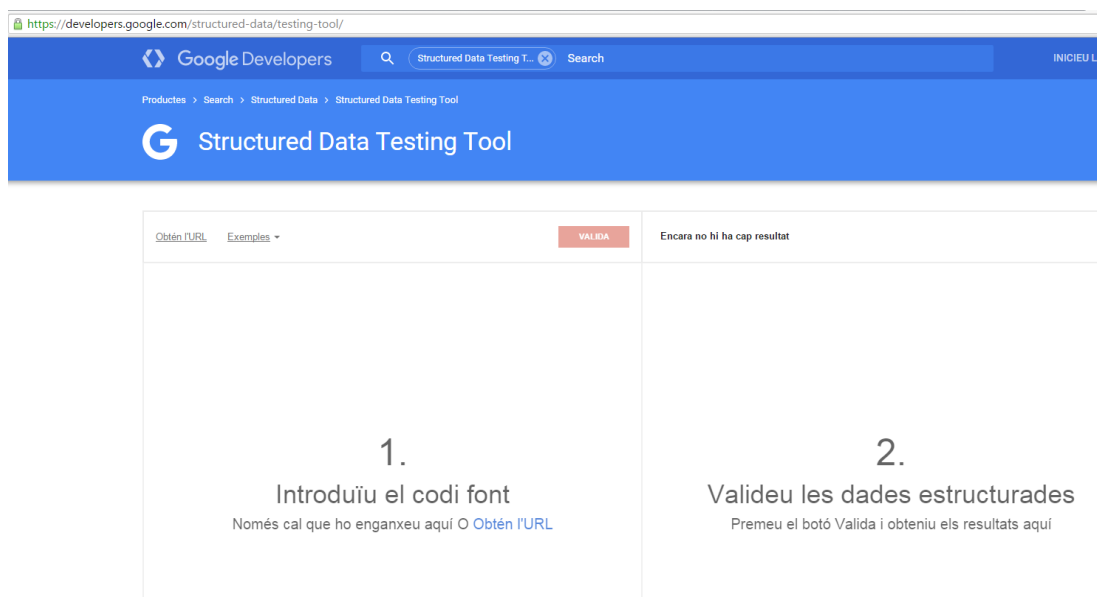 https://developers.google.com/structured-data/testing-tool/
Google Developers
Structured Data Testing T...
Search
INICIEU L
Productes > Search > Structured Data > Structured Data Testing Tool
G Structured Data Testing Tool
Obtén l'URL
Exemples
VALIDA
Encara no hi ha cap resultat
1.
Introduïu el codi font
Només cal que ho enganxeu aquí O Obtén l'URL
2.
Valideu les dades estructurades
Premeu el botó Valida i obteniu els resultats aquí